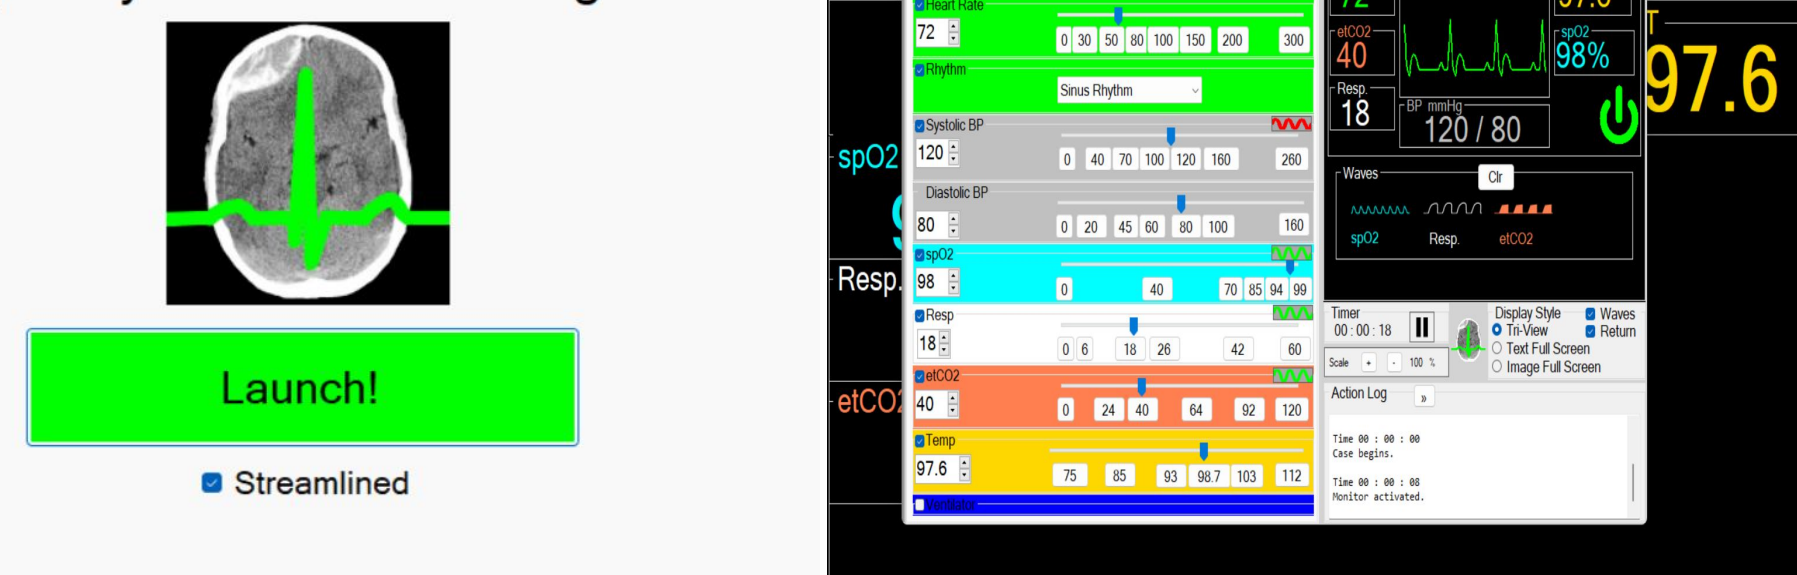 Launch!
Streamlined
spO2
Resp.
etCO2
Heart Rate
72
0 30 50 80 100 150 200 300
Rhythm
Sinus Rhythm
Systolic BP
120
0 40 70 100 120 160 260
Diastolic BP
80
0 20 45 60 80 100 160
spO2
98
0 40 70 85 94 99
Resp
18
0 6 18 26 42 60
etCO2
40
0 24 40 64 92 120
Temp
97.6
75 85 93 98.7 103 112
Ventilator
72
97.6
etCO2
40
spO2
98%
Resp.
18
BP mmHg
120 / 80
Waves
Clr
spO2 Resp. etCO2
Timer
00 : 00 : 18
Scale + - 100 %
Display Style
Tri-View
Text Full Screen
Image Full Screen
Waves
Return
Action Log »
Time 00 : 00 : 00
Case begins.
Time 00 : 00 : 08
Monitor activated.
T
97.6